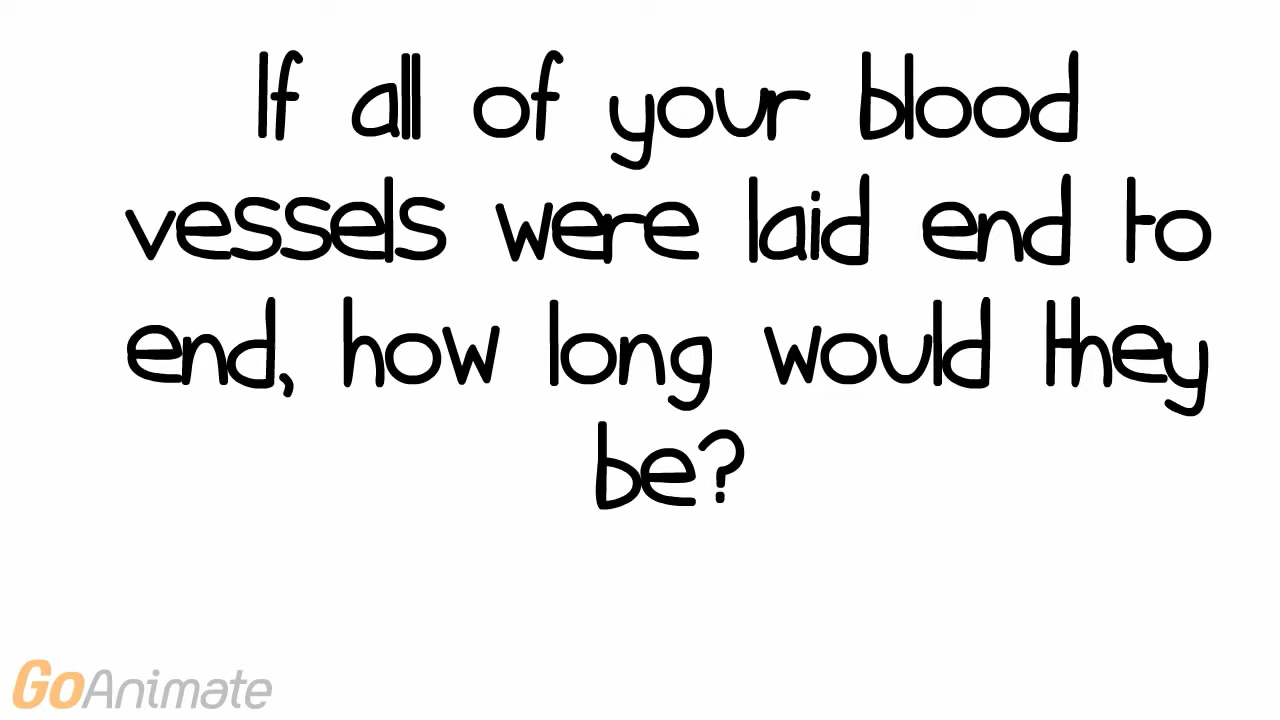 If all of your blood
vessels were laid end to
end, how long would they
be?
GoAnimate